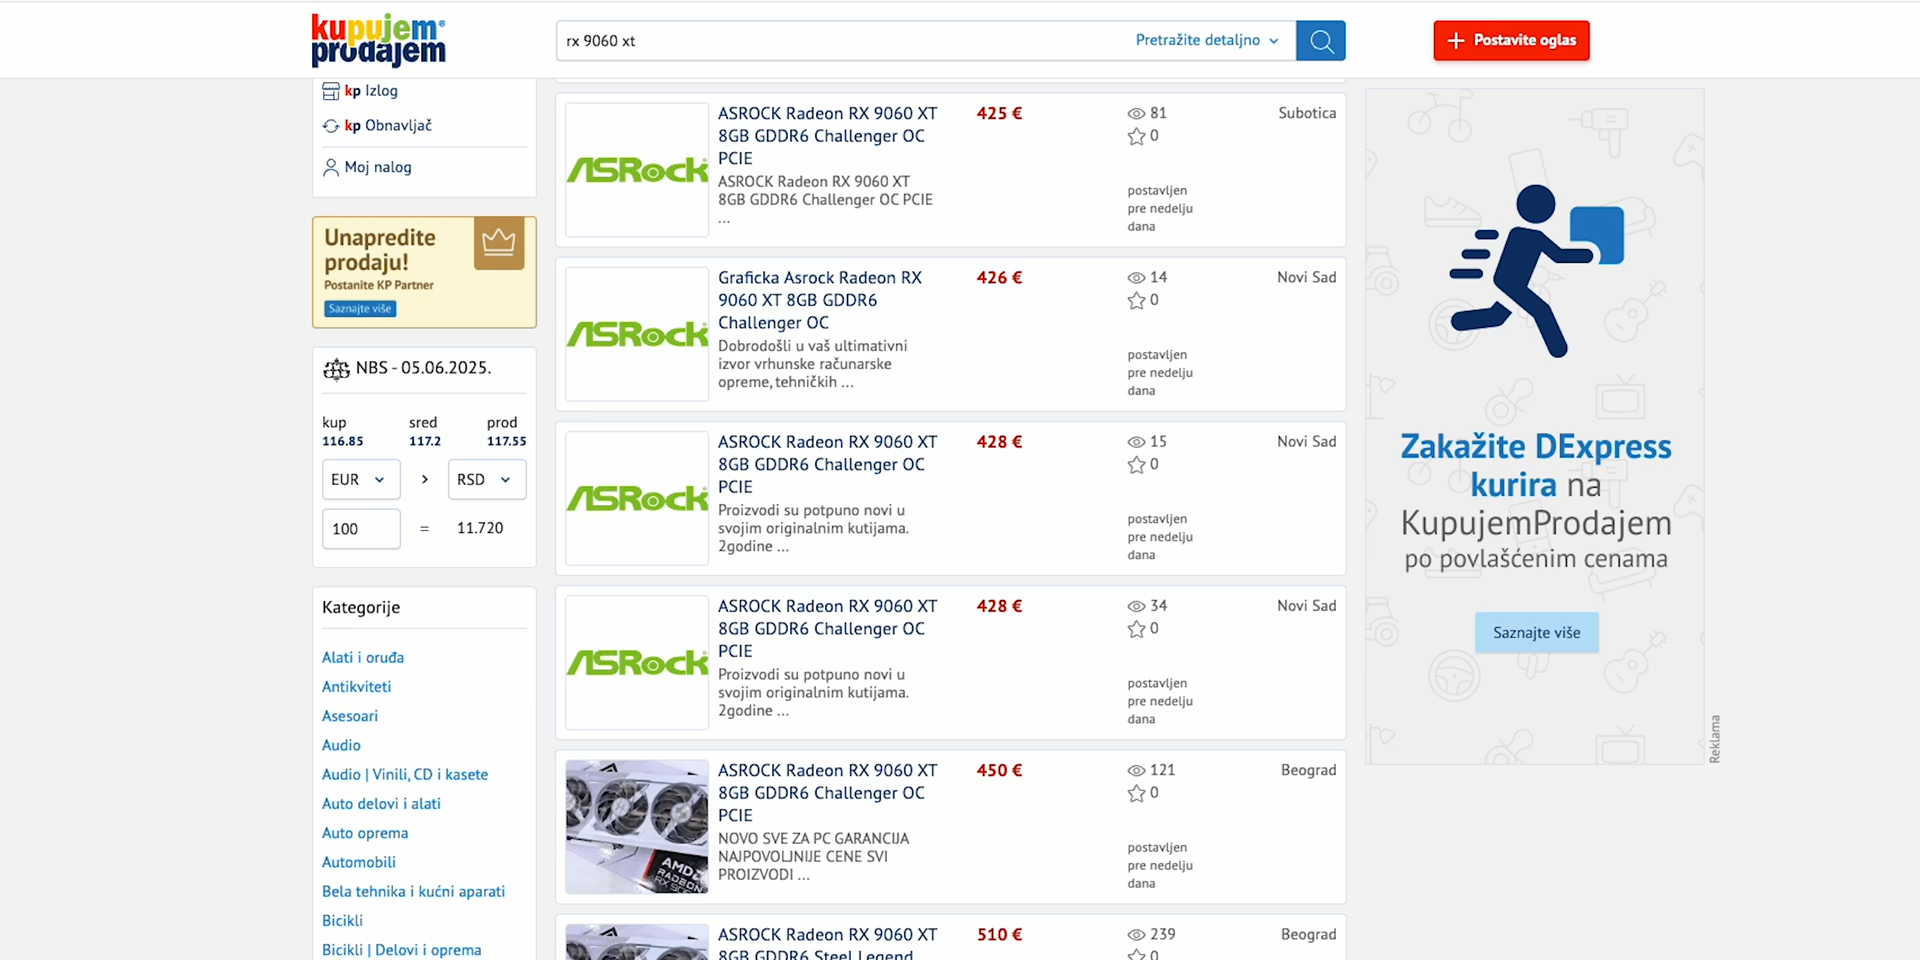 kupujem®
prodajem
rx 9060 xt
Pretražite detaljno
+ Postavite oglas
kp Izlog
kp Obnavljač
Moj nalog
Unapredite
prodaju!
Postanite KP Partner
Saznajte više
NBS - 05.06.2025.
kup sred prod
116.85 117.2 117.55
EUR > RSD
100 = 11.720
Kategorije
Alati i oruđa
Antikviteti
Asesoari
Audio
Audio | Vinili, CD i kasete
Auto delovi i alati
Auto oprema
Automobili
Bela tehnika i kućni aparati
Bicikli
Bicikli | Delovi i oprema
ASRock
ASROCK Radeon RX 9060 XT
8GB GDDR6 Challenger OC
PCIE
ASROCK Radeon RX 9060 XT
8GB GDDR6 Challenger OC PCIE
...
425 €
81
0
postavljen
pre nedelju
dana
Subotica
ASRock
Graficka Asrock Radeon RX
9060 XT 8GB GDDR6
Challenger OC
Dobrodošli u vaš ultimativni
izvor vrhunske računarske
opreme, tehničkih ...
426 €
14
0
postavljen
pre nedelju
dana
Novi Sad
ASRock
ASROCK Radeon RX 9060 XT
8GB GDDR6 Challenger OC
PCIE
Proizvodi su potpuno novi u
svojim originalnim kutijama.
2godine ...
428 €
15
0
postavljen
pre nedelju
dana
Novi Sad
ASRock
ASROCK Radeon RX 9060 XT
8GB GDDR6 Challenger OC
PCIE
Proizvodi su potpuno novi u
svojim originalnim kutijama.
2godine ...
428 €
34
0
postavljen
pre nedelju
dana
Novi Sad
AMD
RADEON
ASROCK Radeon RX 9060 XT
8GB GDDR6 Challenger OC
PCIE
NOVO SVE ZA PC GARANCIJA
NAJPOVOLJNIJE CENE SVI
PROIZVODI ...
450 €
121
0
postavljen
pre nedelju
dana
Beograd
ASROCK Radeon RX 9060 XT
8GB GDDR6 Steel Legend
510 €
239
0
Beograd
Zakažite DExpress
kurira na
KupujemProdajem
po povlašćenim cenama
Saznajte više
Reklama